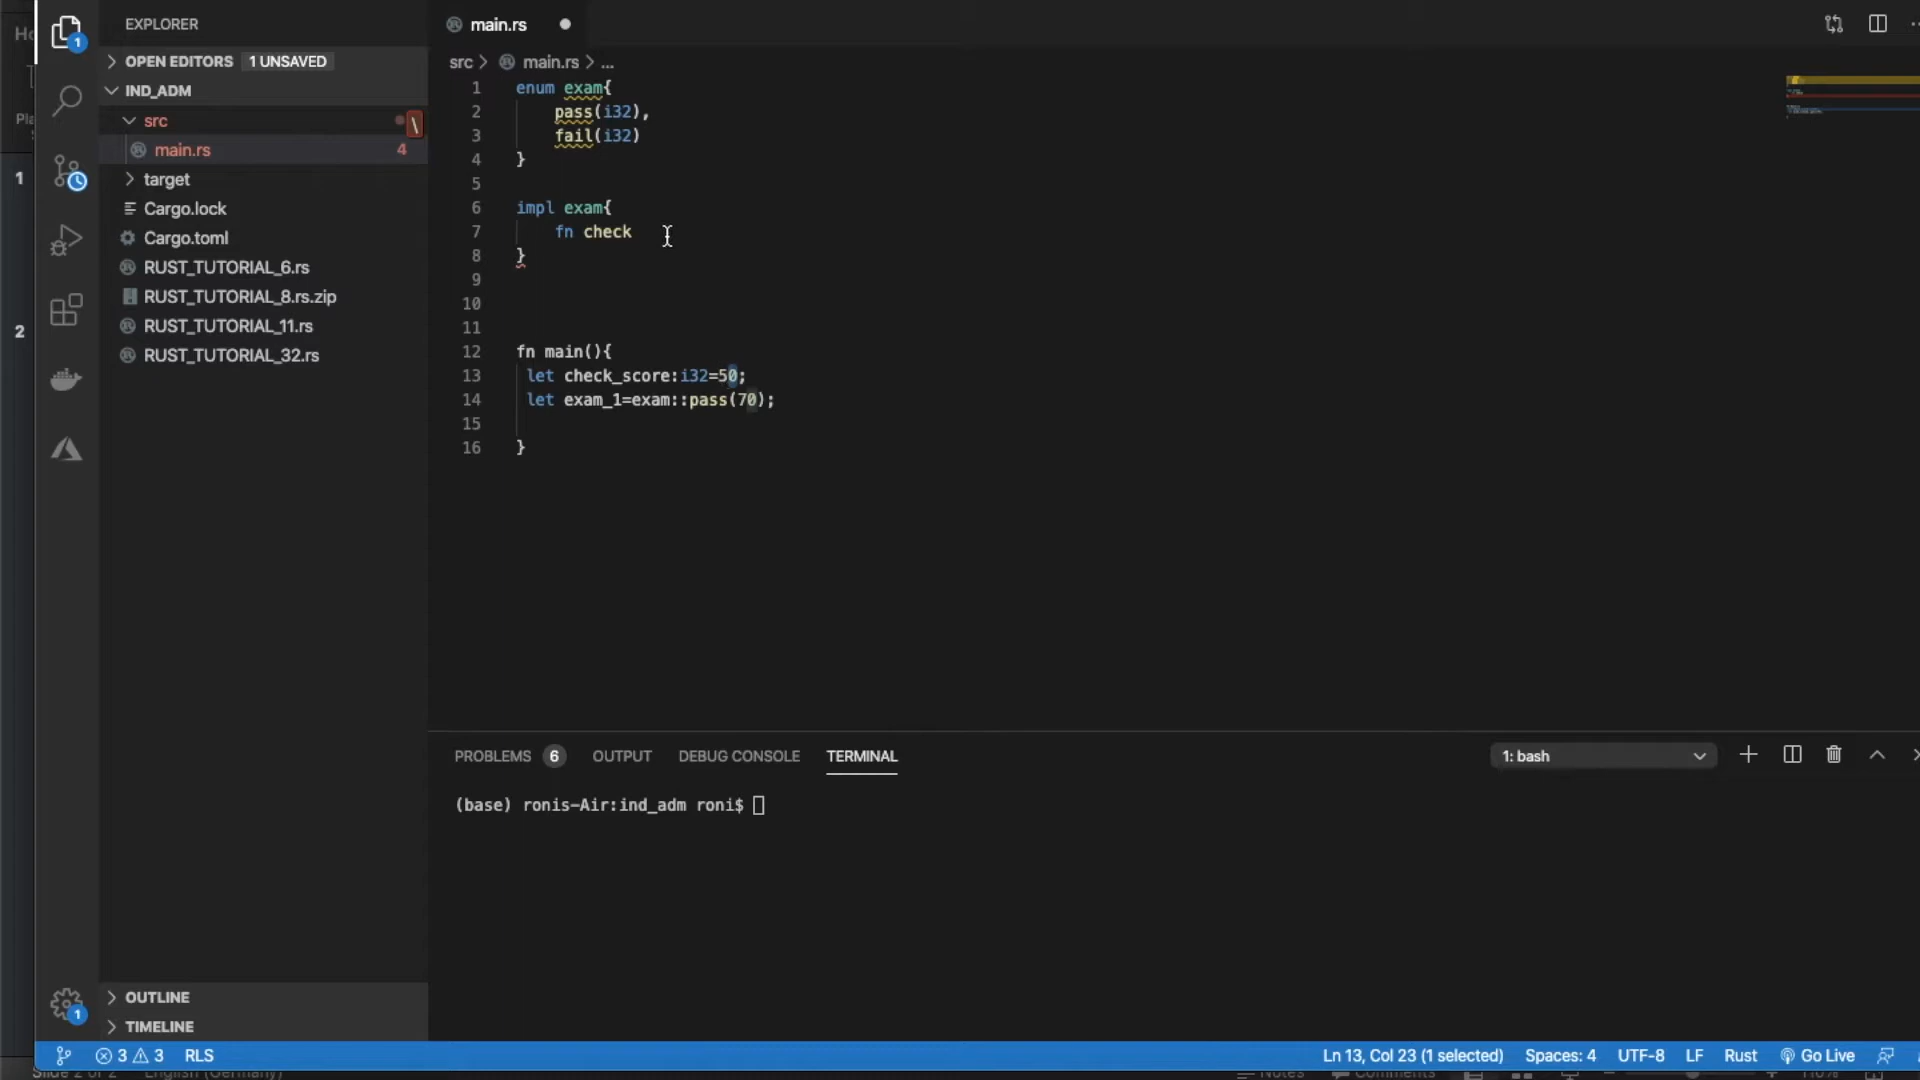 EXPLORER
OPEN EDITORS 1 UNSAVED
IND_ADM
src
\
main.rs 4
target
Cargo.lock
Cargo.toml
RUST_TUTORIAL_6.rs
RUST_TUTORIAL_8.rs.zip
RUST_TUTORIAL_11.rs
RUST_TUTORIAL_32.rs
OUTLINE
TIMELINE
1
1
1
2
main.rs
src > main.rs > ...
1 enum exam{
2 pass(i32),
3 fail(i32)
4 }
5
6 impl exam{
7 fn check
8 }
9
10
11
12 fn main(){
13 let check_score:i32=50;
14 let exam_1=exam::pass(70);
15
16 }
PROBLEMS 6 OUTPUT DEBUG CONSOLE TERMINAL
1: bash
(base) ronis-Air:ind_adm roni$
3 3 RLS
Ln 13, Col 23 (1 selected) Spaces: 4 UTF-8 LF Rust Go Live